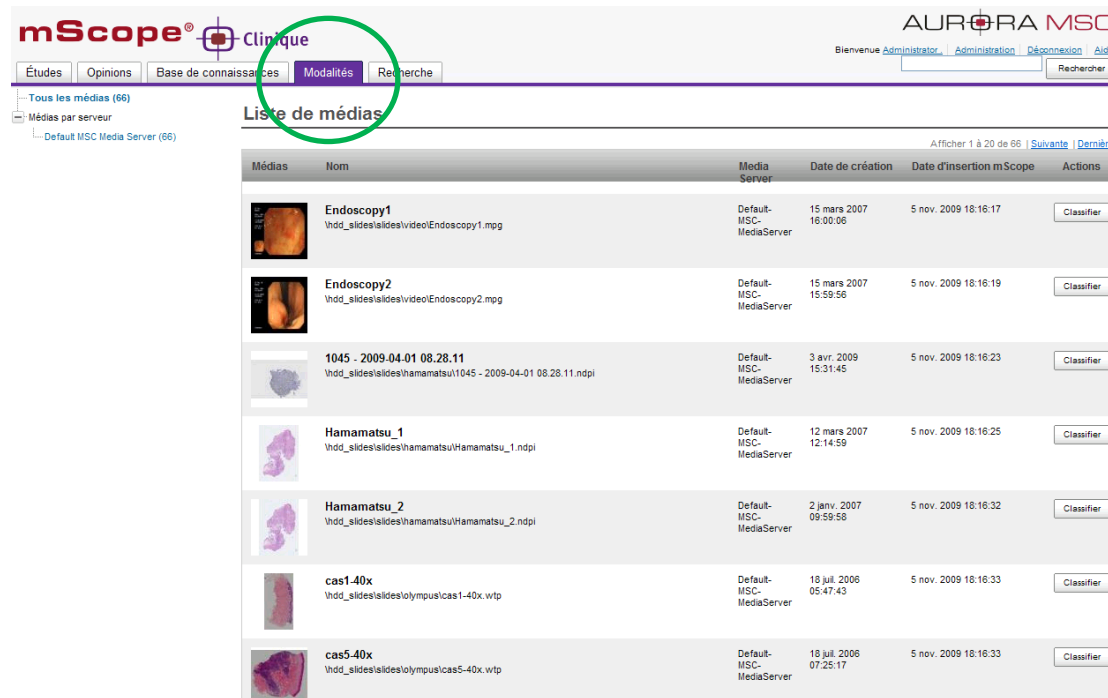 mScope® Clinique
AURORA MSC
Bienvenue Administrator_ | Administration | Déconnexion | Aid
Études
Opinions
Base de connaissances
Modalités
Recherche
Rechercher
Tous les médias (66)
Médias par serveur
Default MSC Media Server (66)
Liste de médias
Afficher 1 à 20 de 66 | Suivante | Dernièr
Médias Nom Media Server Date de création Date d'insertion mScope Actions
Endoscopy1
\hdd_slides\slides\video\Endoscopy1.mpg
Default-MSC-MediaServer
15 mars 2007 16:00:06
5 nov. 2009 18:16:17
Classifier
Endoscopy2
\hdd_slides\slides\video\Endoscopy2.mpg
Default-MSC-MediaServer
15 mars 2007 15:59:56
5 nov. 2009 18:16:19
Classifier
1045 - 2009-04-01 08.28.11
\hdd_slides\slides\hamamatsu\1045 - 2009-04-01 08.28.11.ndpi
Default-MSC-MediaServer
3 avr. 2009 15:31:45
5 nov. 2009 18:16:23
Classifier
Hamamatsu_1
\hdd_slides\slides\hamamatsu\Hamamatsu_1.ndpi
Default-MSC-MediaServer
12 mars 2007 12:14:59
5 nov. 2009 18:16:25
Classifier
Hamamatsu_2
\hdd_slides\slides\hamamatsu\Hamamatsu_2.ndpi
Default-MSC-MediaServer
2 janv. 2007 09:59:58
5 nov. 2009 18:16:32
Classifier
cas1-40x
\hdd_slides\slides\olympus\cas1-40x.wtp
Default-MSC-MediaServer
18 juil. 2006 05:47:43
5 nov. 2009 18:16:33
Classifier
cas5-40x
\hdd_slides\slides\olympus\cas5-40x.wtp
Default-MSC-MediaServer
18 juil. 2006 07:25:17
5 nov. 2009 18:16:33
Classifier